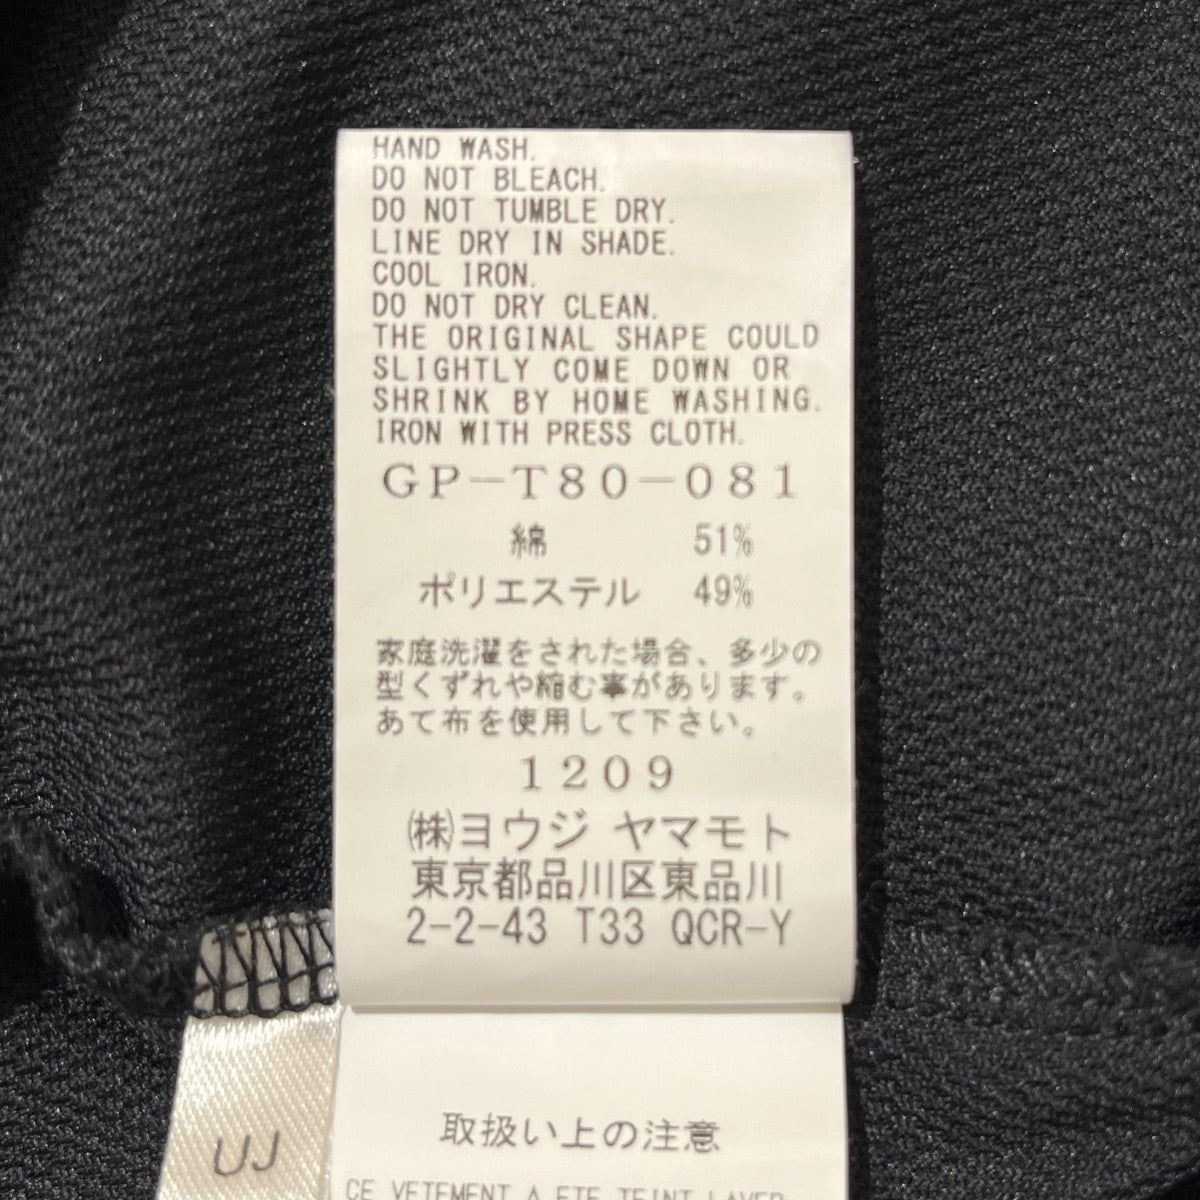 HAND WASH.
DO NOT BLEACH.
DO NOT TUMBLE DRY.
LINE DRY IN SHADE.
COOL IRON.
DO NOT DRY CLEAN.
THE ORIGINAL SHAPE COULD
SLIGHTLY COME DOWN OR
SHRINK BY HOME WASHING.
IRON WITH PRESS CLOTH.
GP-T80-081
綿 51%
ポリエステル 49%
家庭洗濯をされた場合、多少の
型くずれや縮む事があります。
あて布を使用して下さい。
1209
㈱ヨウジ ヤマモト
東京都品川区東品川
2-2-43 T33 QCR-Y
取扱い上の注意
UJ
CE VETEMENT A ETE TEINT LAVER